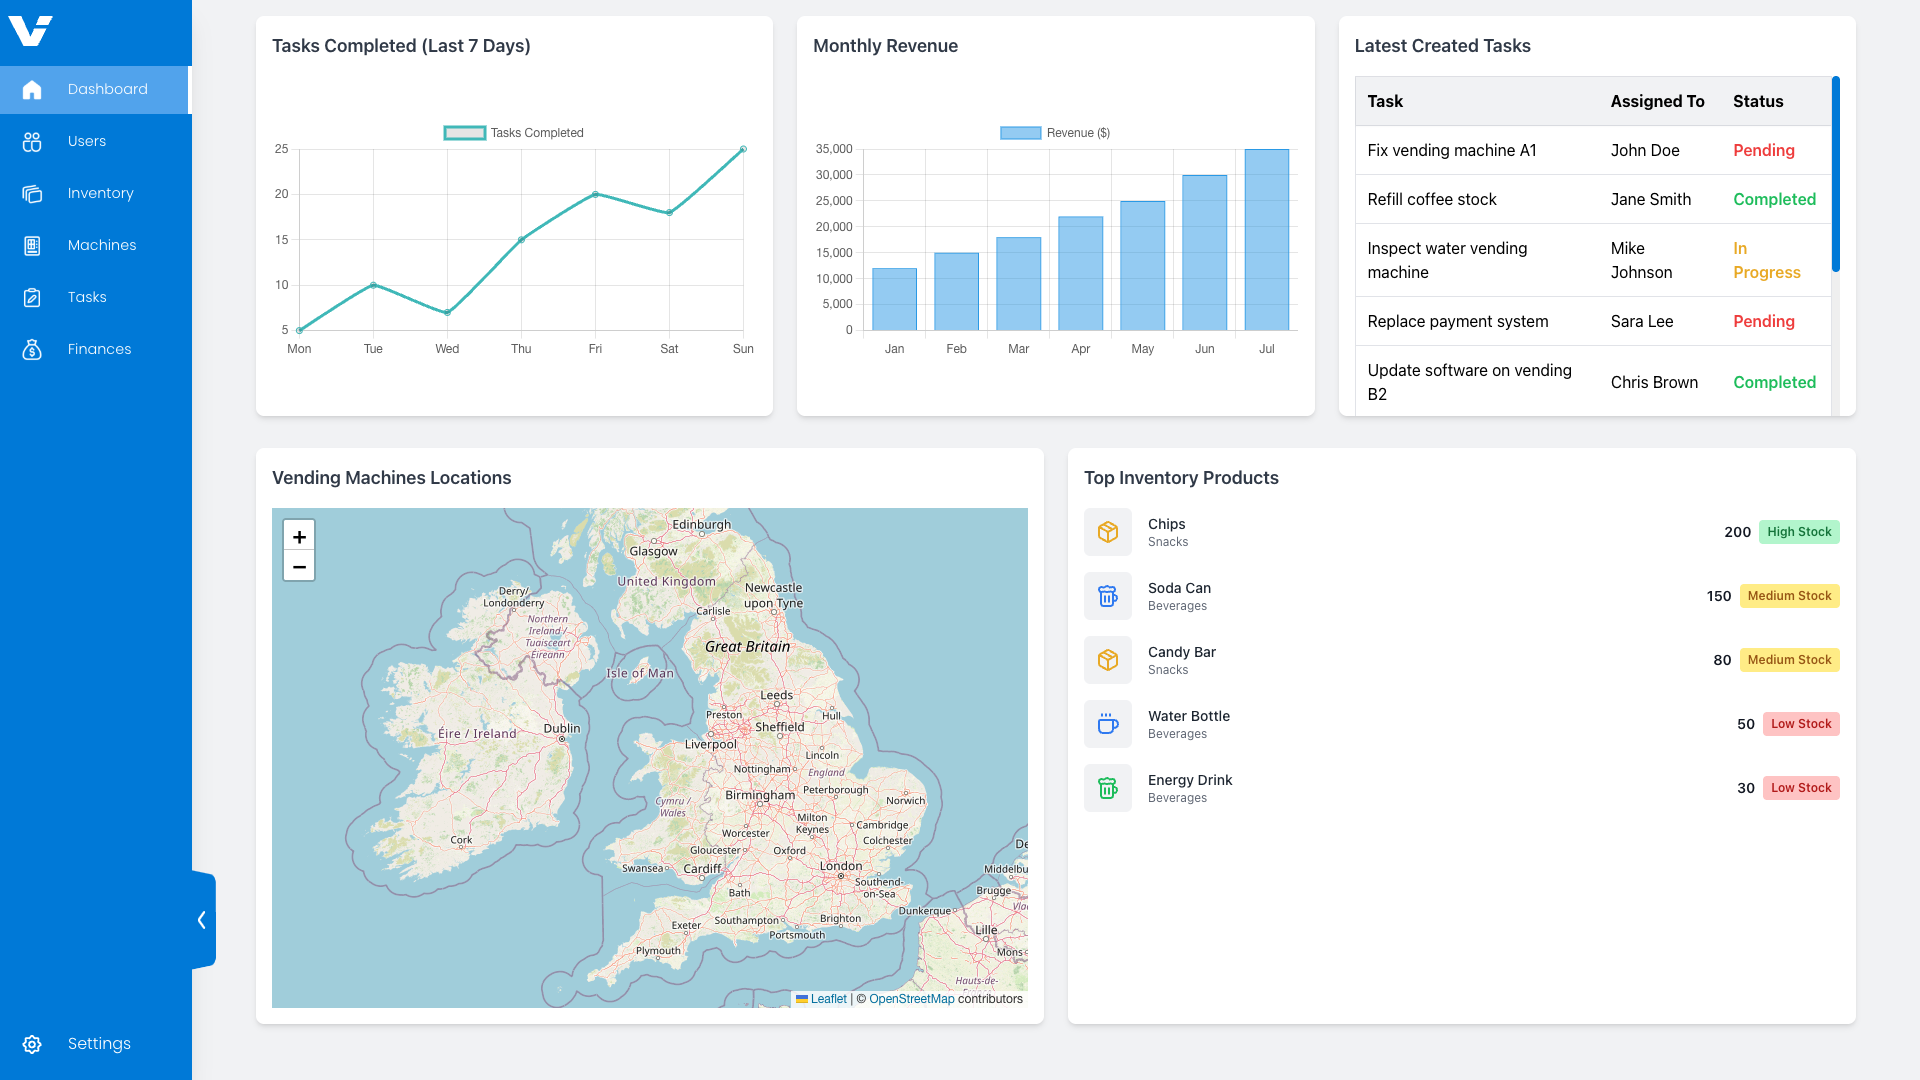 Dashboard
Users
Inventory
Machines
Tasks
Finances
Settings
Tasks Completed (Last 7 Days)
Tasks Completed
25
20
15
10
5
Mon Tue Wed Thu Fri Sat Sun
Monthly Revenue
Revenue ($)
35,000
30,000
25,000
20,000
15,000
10,000
5,000
0
Jan Feb Mar Apr May Jun Jul
Latest Created Tasks
Task Assigned To Status
Fix vending machine A1 John Doe Pending
Refill coffee stock Jane Smith Completed
Inspect water vending Mike In
machine Johnson Progress
Replace payment system Sara Lee Pending
Update software on vending
B2 Chris Brown Completed
Vending Machines Locations
+
−
Edinburgh
Glasgow
United Kingdom
Newcastle
upon Tyne
Derry/
Londonderry
Carlisle
Northern
Ireland /
Tuaisceart
Éireann
Great Britain
Isle of Man
Leeds
Preston
Hull
Sheffield
Dublin
Éire / Ireland
Liverpool
Lincoln
Nottingham
England
Birmingham
Peterborough
Norwich
Cymru /
Wales
Milton
Keynes
Cambridge
Worcester
Colchester
Cork
Gloucester
Oxford
Swansea
Cardiff
London
Southend-
on-Sea
Bath
De
Middelbu
Brugge
Vla
Dunkerque
Southampton
Brighton
Exeter
Portsmouth
Lille
Plymouth
Mons
Hauts-de-
Leaflet | © OpenStreetMap contributors
Top Inventory Products
Chips
Snacks
200 High Stock
Soda Can
Beverages
150 Medium Stock
Candy Bar
Snacks
80 Medium Stock
Water Bottle
Beverages
50 Low Stock
Energy Drink
Beverages
30 Low Stock